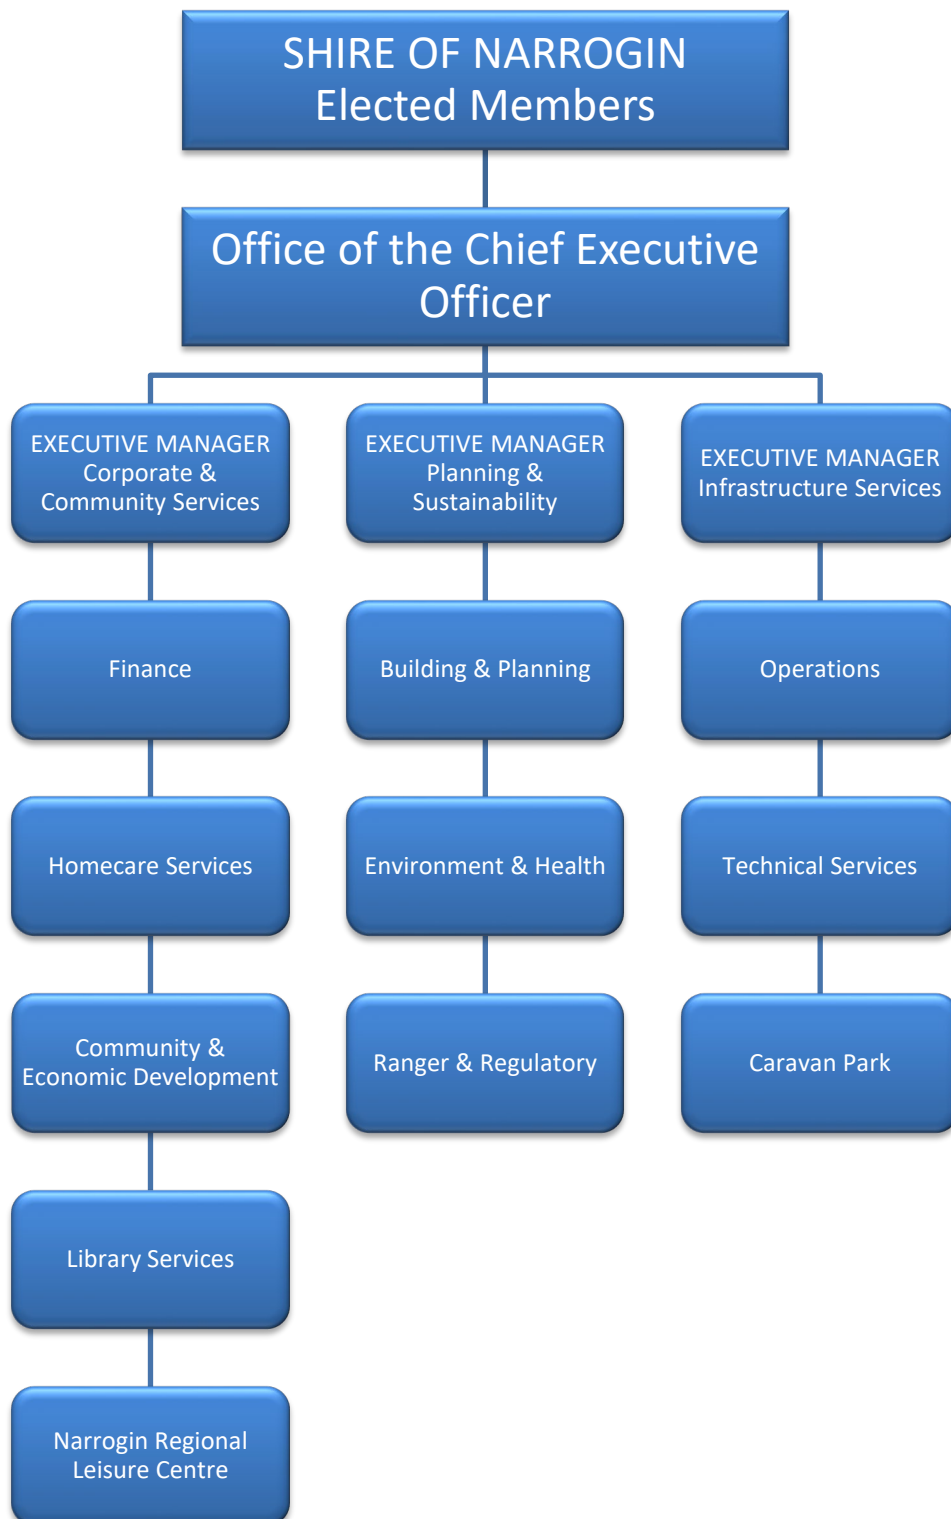 SHIRE OF NARROGIN
Elected Members
Office of the Chief Executive
Officer
EXECUTIVE MANAGER
Corporate &
Community Services
EXECUTIVE MANAGER
Planning &
Sustainability
EXECUTIVE MANAGER
Infrastructure Services
Finance
Building & Planning
Operations
Homecare Services
Environment & Health
Technical Services
Community &
Economic Development
Ranger & Regulatory
Caravan Park
Library Services
Narrogin Regional
Leisure Centre